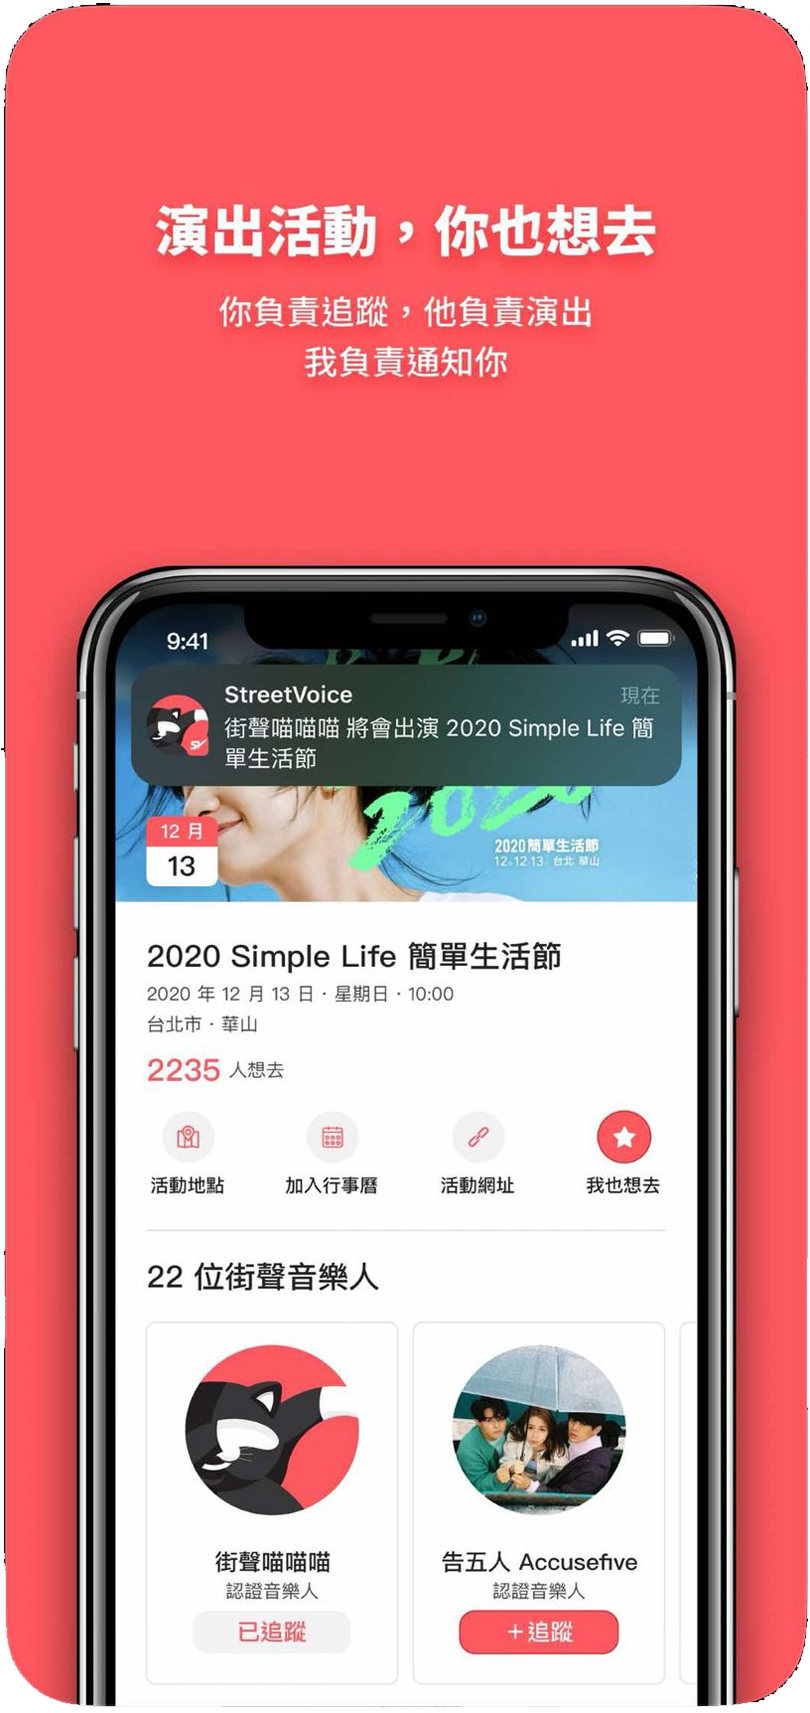 演出活動，你也想去
你負責追蹤，他負責演出
我負責通知你
9:41
StreetVoice
現在
街聲喵喵喵 將會出演 2020 Simple Life 簡
單生活節
SV
2020
12 月
13
2020簡單生活節
12.12-13. 台北 華山
2020 Simple Life 簡單生活節
2020 年 12 月 13 日 · 星期日 · 10:00
台北市 · 華山
2235 人想去
活動地點
加入行事曆
活動網址
我也想去
22 位街聲音樂人
街聲喵喵喵
認證音樂人
已追蹤
告五人 Accusefive
認證音樂人
＋追蹤